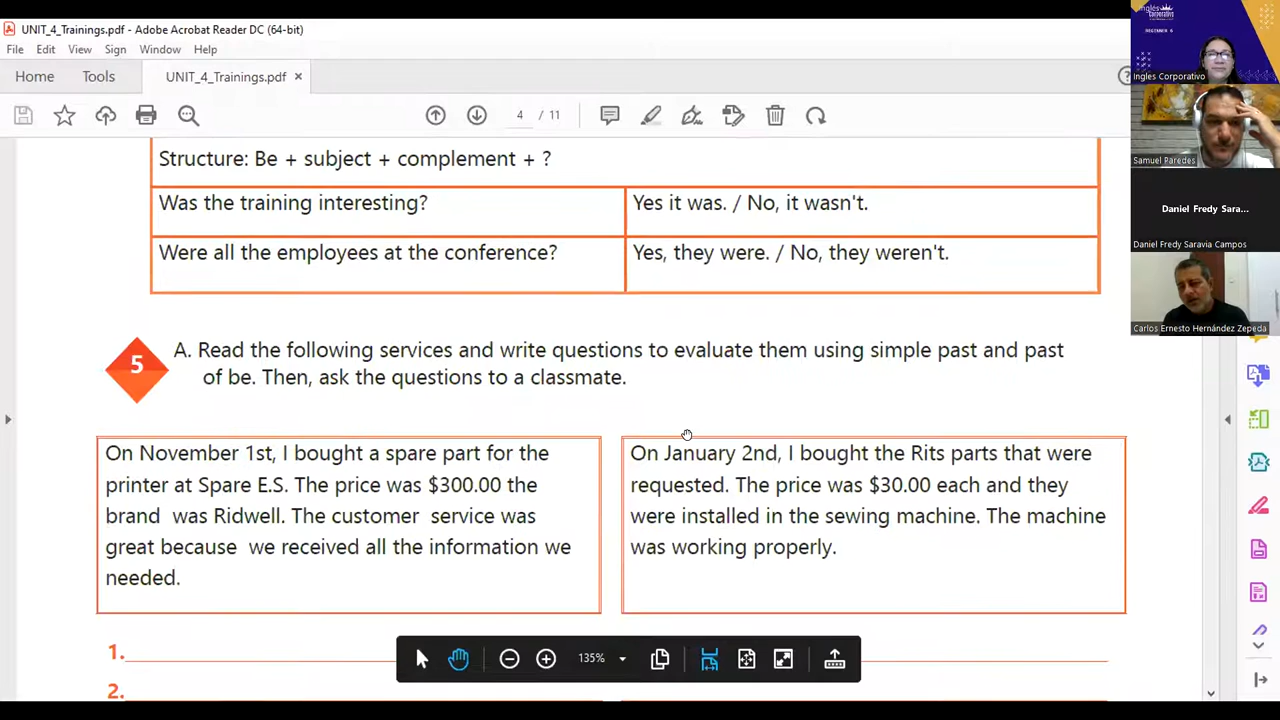 UNIT_4_Trainings.pdf - Adobe Acrobat Reader DC (64-bit)
File Edit View Sign Window Help
Home Tools UNIT_4_Trainings.pdf ×
4 / 11
Structure: Be + subject + complement + ?
Was the training interesting? Yes it was. / No, it wasn't.
Were all the employees at the conference? Yes, they were. / No, they weren't.
5 A. Read the following services and write questions to evaluate them using simple past and past
of be. Then, ask the questions to a classmate.
On November 1st, I bought a spare part for the
printer at Spare E.S. The price was $300.00 the
brand was Ridwell. The customer service was
great because we received all the information we
needed.
On January 2nd, I bought the Rits parts that were
requested. The price was $30.00 each and they
were installed in the sewing machine. The machine
was working properly.
1.
2.
135%
Inglés
Corporativo
BEGINNER 6
Ingles Corporativo
Samuel Paredes
Daniel Fredy Sara...
Daniel Fredy Saravia Campos
Carlos Ernesto Hernández Zepeda